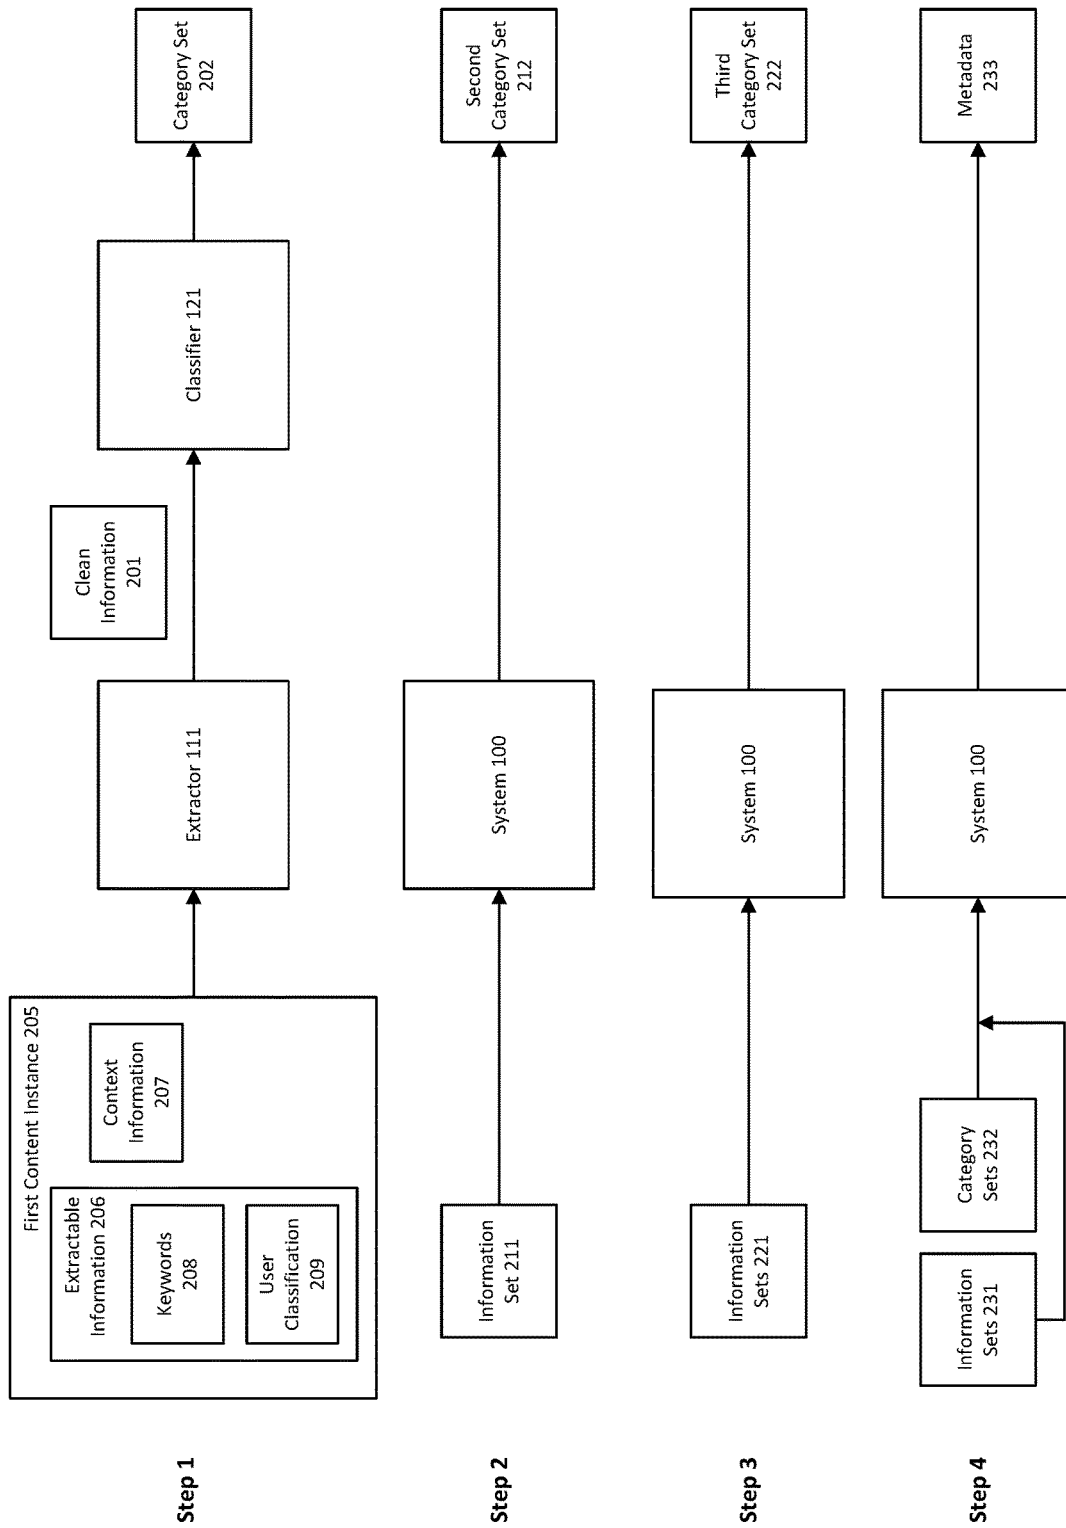 Step 1
First Content Instance 205
Extractable
Information 206
Keywords
208
User
Classification
209
Context
Information
207
Extractor 111
Clean
Information
201
Classifier 121
Category Set
202
Step 2
Information
Set 211
System 100
Second
Category Set
212
Step 3
Information
Sets 221
System 100
Third
Category Set
222
Step 4
Information
Sets 231
Category
Sets 232
System 100
Metadata
233